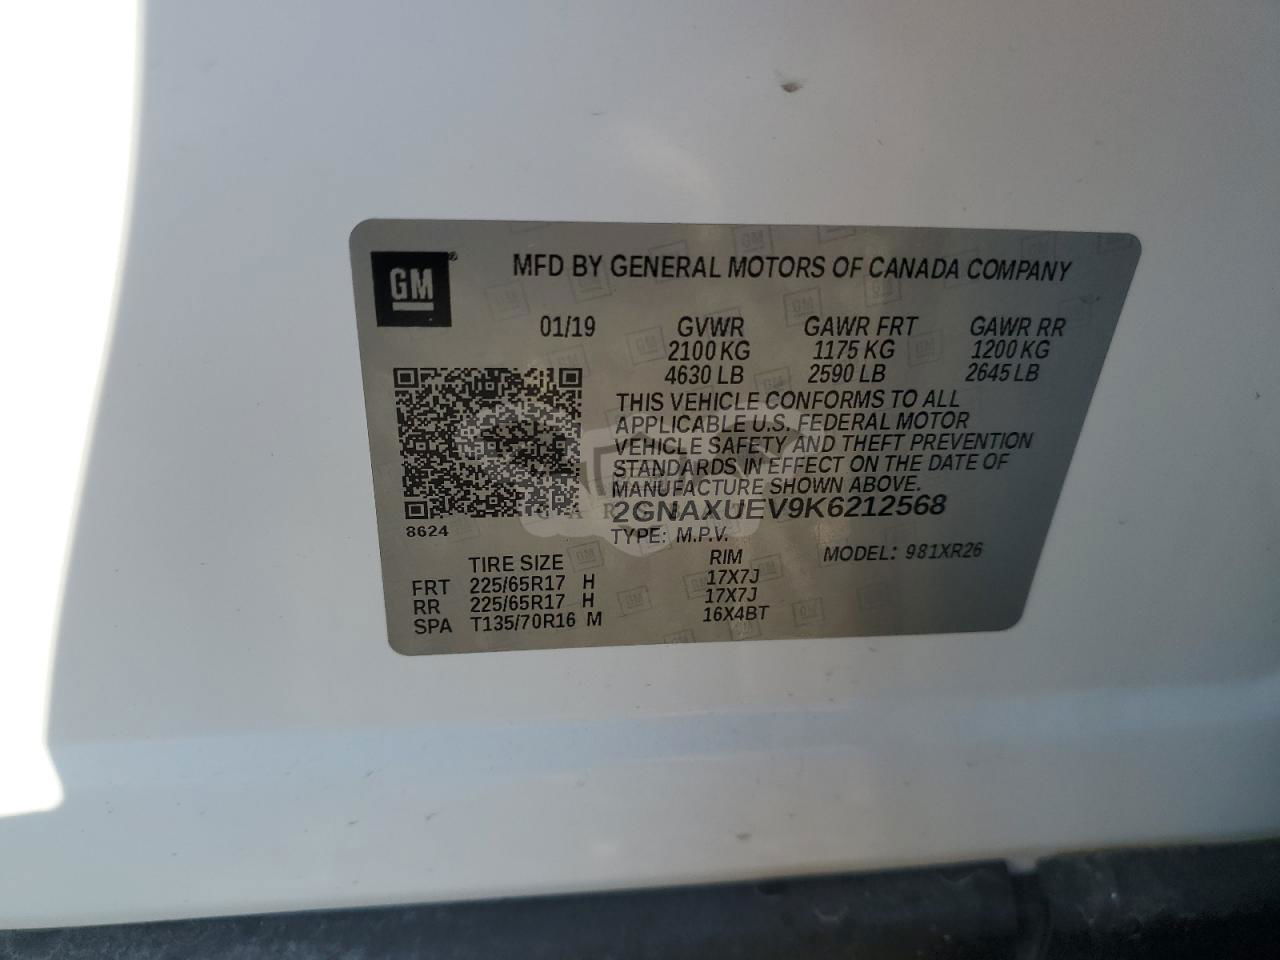 GM
MFD BY GENERAL MOTORS OF CANADA COMPANY
01/19 GVWR GAWR FRT GAWR RR
2100 KG 1175 KG 1200 KG
4630 LB 2590 LB 2645 LB
THIS VEHICLE CONFORMS TO ALL
APPLICABLE U.S. FEDERAL MOTOR
VEHICLE SAFETY AND THEFT PREVENTION
STANDARDS IN EFFECT ON THE DATE OF
MANUFACTURE SHOWN ABOVE.
2GNAXUEV9K6212568
8624
TYPE: M.P.V. MODEL: 981XR26
TIRE SIZE RIM
FRT 225/65R17 H 17X7J
RR 225/65R17 H 17X7J
SPA T135/70R16 M 16X4BT